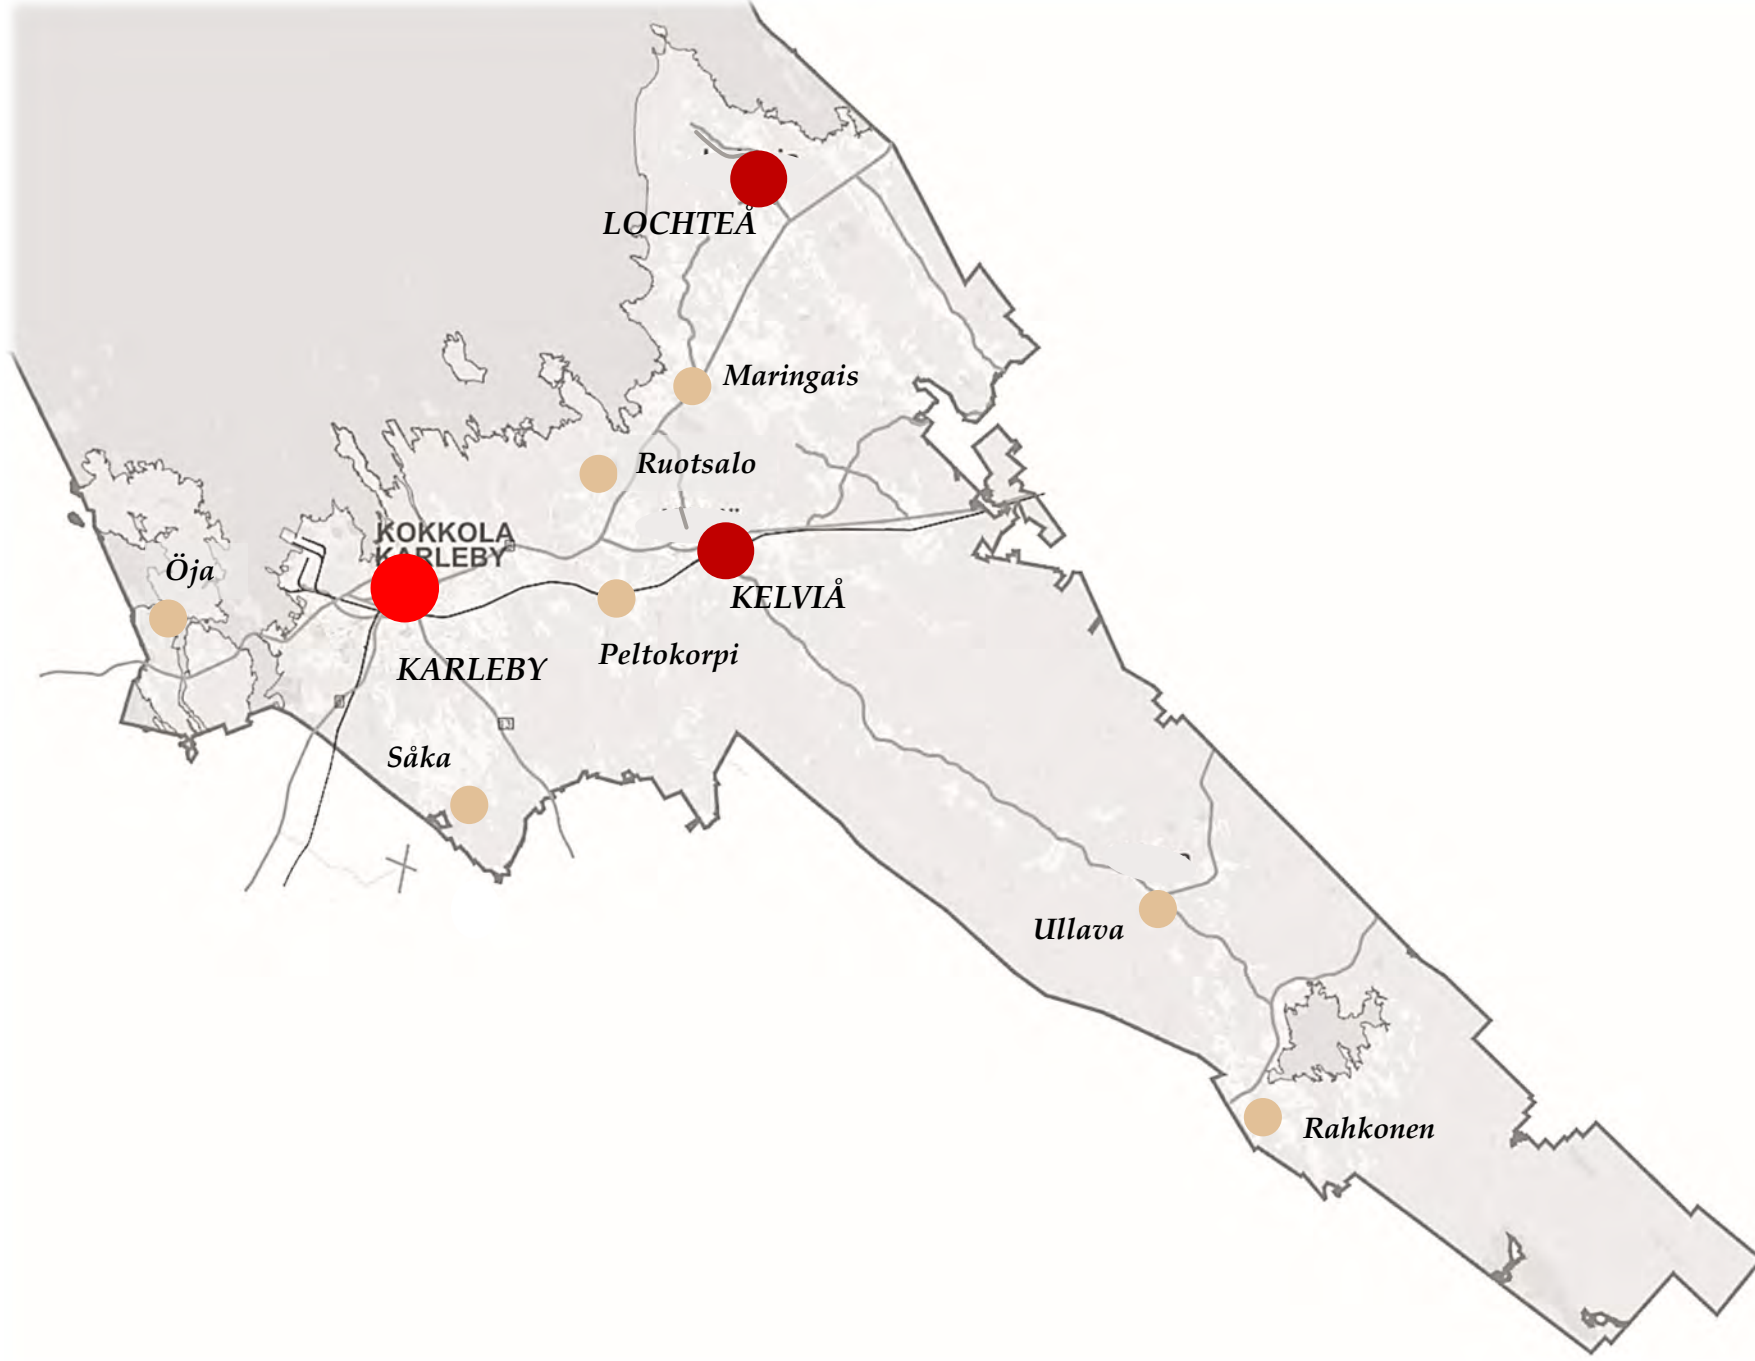 LOCHTEÅ
Maringais
Ruotsalo
KOKKOLA
KARLEBY
Öja
KELVIÅ
Peltokorpi
KARLEBY
Såka
Ullava
Rahkonen